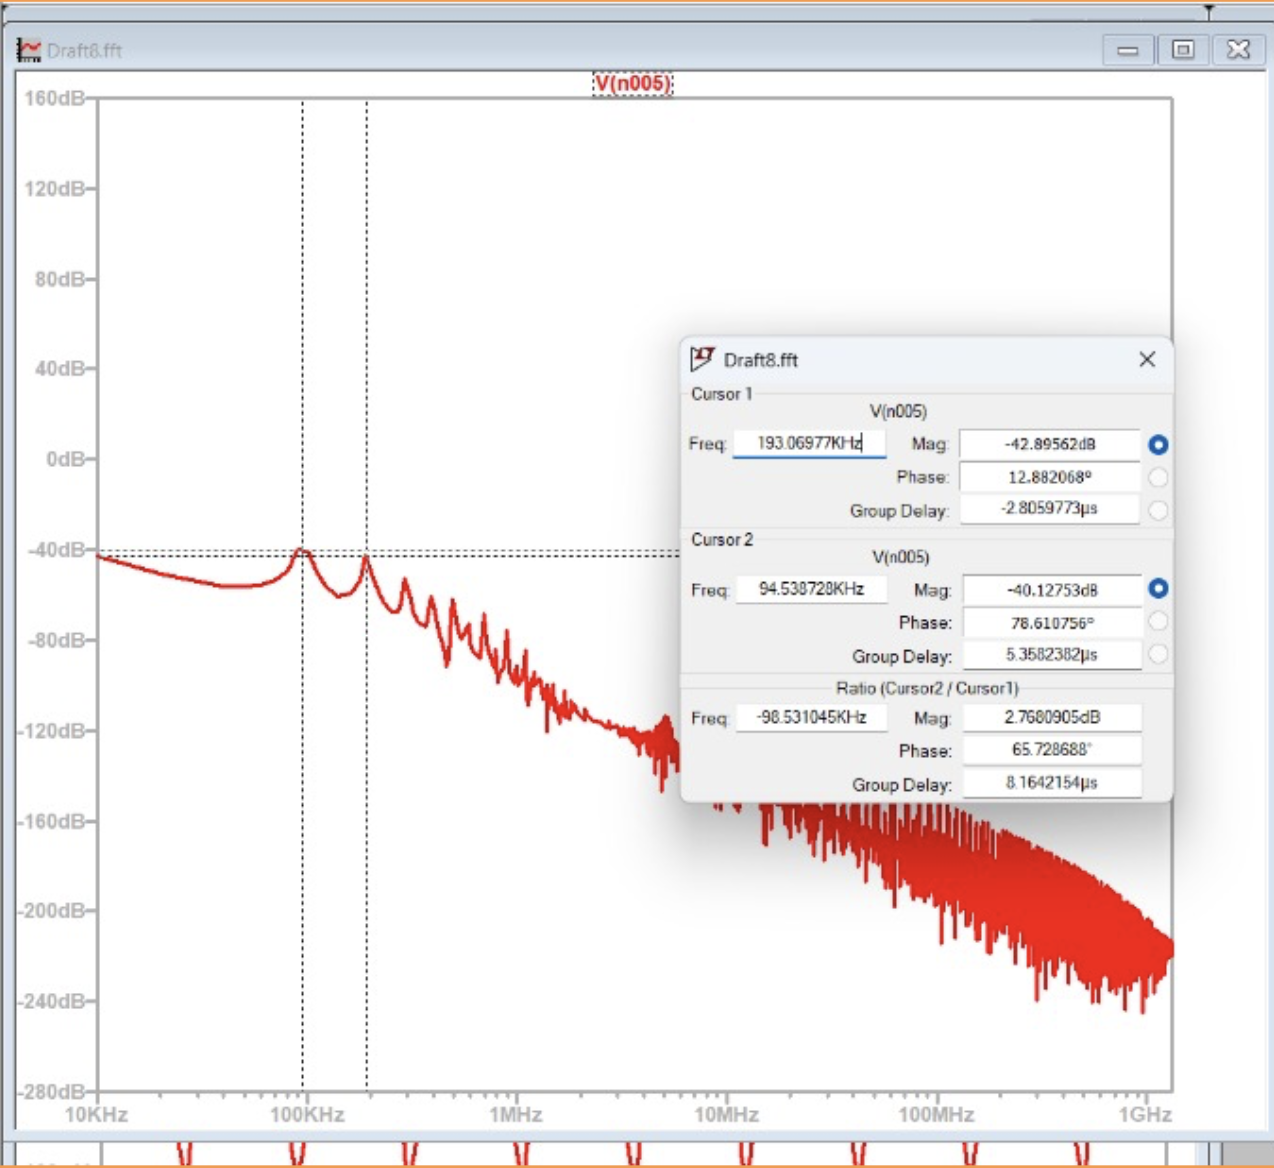 Draft8.fft
V(n005)
160dB
120dB
80dB
40dB
0dB
-40dB
-80dB
-120dB
-160dB
-200dB
-240dB
-280dB
10KHz 100KHz 1MHz 10MHz 100MHz 1GHz
Draft8.fft
Cursor 1
V(n005)
Freq: 193.06977KHz Mag: -42.89562dB
Phase: 12.882068°
Group Delay: -2.8059773µs
Cursor 2
V(n005)
Freq: 94.538728KHz Mag: -40.12753dB
Phase: 78.610756°
Group Delay: 5.3582382µs
Ratio (Cursor2 / Cursor1)
Freq: -98.531045KHz Mag: 2.7680905dB
Phase: 65.728688°
Group Delay: 8.1642154µs